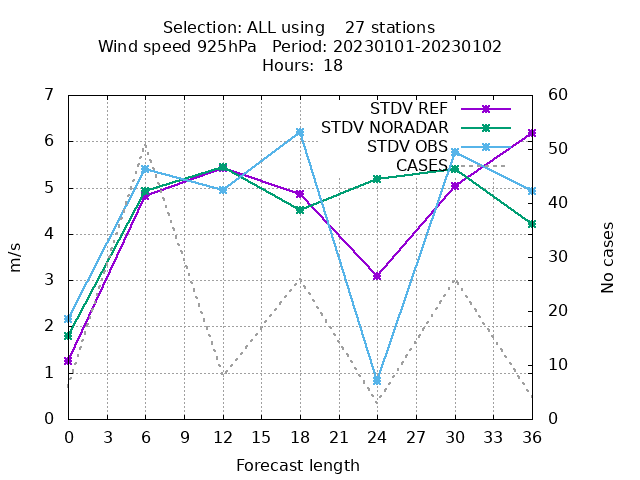 Selection: ALL using    27 stations
Wind speed 925hPa   Period: 20230101-20230102
Hours: 18
STDV REF
STDV NORADAR
STDV OBS
CASES
7
6
5
4
3
2
1
0
m/s
60
50
40
30
20
10
0
No cases
0 3 6 9 12 15 18 21 24 27 30 33 36
Forecast length